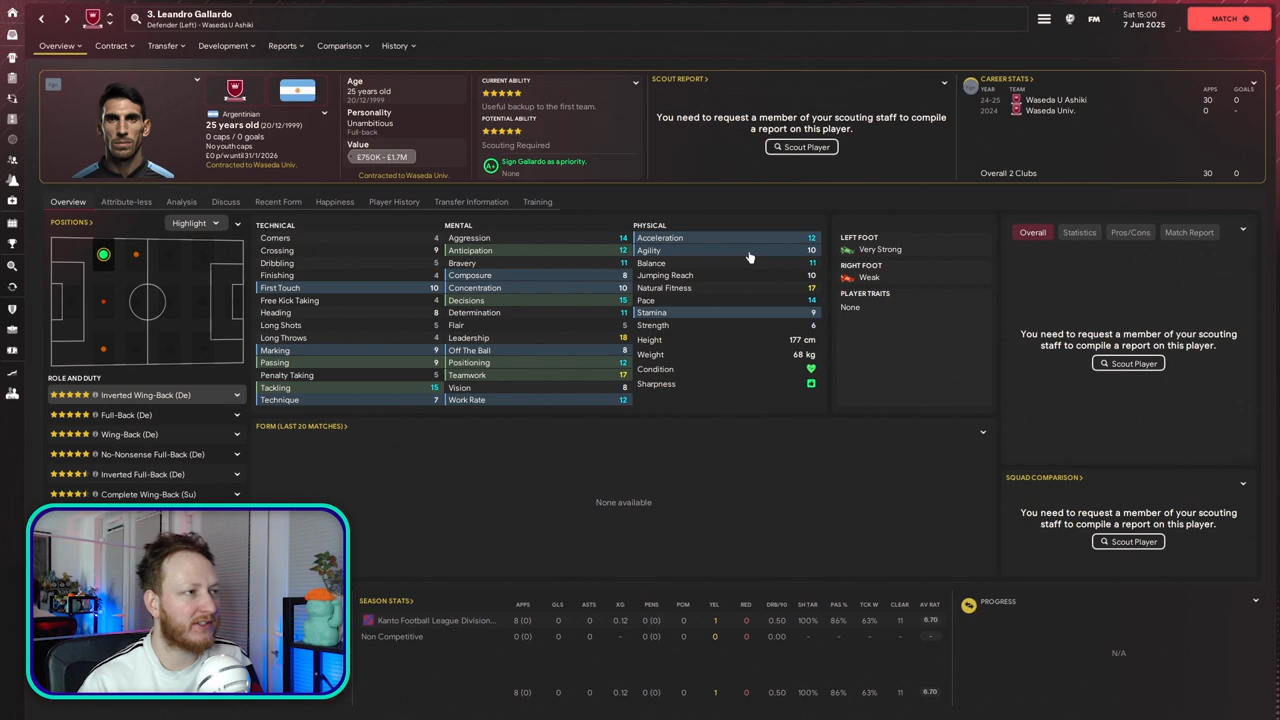 3. Leandro Gallardo
Defender (Left) - Waseda U Ashiki
FM
Sat 15:00
7 Jun 2025
MATCH
Overview
Contract
Transfer
Development
Reports
Comparison
History
Fgn
Argentinian
25 years old (20/12/1999)
0 caps / 0 goals
No youth caps
£0 p/w until 31/1/2026
Contracted to Waseda Univ.
Age
25 years old
20/12/1999
Personality
Unambitious
Full-back
Value
£750K - £1.7M
Contracted to Waseda Univ.
CURRENT ABILITY
Useful backup to the first team.
POTENTIAL ABILITY
Scouting Required
A+
Sign Gallardo as a priority.
None
SCOUT REPORT >
You need to request a member of your scouting staff to compile
a report on this player.
Scout Player
CAREER STATS >
YEAR TEAM APPS GOALS
24-25 Waseda U Ashiki 30 0
2024 Waseda Univ. 0 -
Overall 2 Clubs 30 0
Overview
Attribute-less
Analysis
Discuss
Recent Form
Happiness
Player History
Transfer Information
Training
POSITIONS >
Highlight
ROLE AND DUTY
Inverted Wing-Back (De)
Full-Back (De)
Wing-Back (De)
No-Nonsense Full-Back (De)
Inverted Full-Back (De)
Complete Wing-Back (Su)
TECHNICAL
Corners 4
Crossing 9
Dribbling 5
Finishing 4
First Touch 10
Free Kick Taking 4
Heading 8
Long Shots 5
Long Throws 4
Marking 9
Passing 9
Penalty Taking 5
Tackling 15
Technique 7
MENTAL
Aggression 14
Anticipation 12
Bravery 11
Composure 8
Concentration 10
Decisions 15
Determination 11
Flair 5
Leadership 18
Off The Ball 8
Positioning 12
Teamwork 17
Vision 8
Work Rate 12
PHYSICAL
Acceleration 12
Agility 10
Balance 11
Jumping Reach 10
Natural Fitness 17
Pace 14
Stamina 9
Strength 6
Height 177 cm
Weight 68 kg
Condition
Sharpness
LEFT FOOT
Very Strong
RIGHT FOOT
Weak
PLAYER TRAITS
None
Overall
Statistics
Pros/Cons
Match Report
You need to request a member of your scouting
staff to compile a report on this player.
Scout Player
FORM (LAST 20 MATCHES) >
None available
SQUAD COMPARISON >
You need to request a member of your scouting
staff to compile a report on this player.
Scout Player
SEASON STATS >
APPS GLS ASTS XG PENS POM YEL RED DRB/90 SH TAR PAS % TCK W CLEAR AV RAT
Kanto Football League Division... 8 (0) 0 0 0.12 0 (0) 0 1 0 0.50 100% 86% 63% 11 6.70
Non Competitive 0 (0) 0 0 - 0 (0) 0 0 0 0.00 - - - - -
8 (0) 0 0 0.12 0 (0) 0 1 0 0.50 100% 86% 63% 11 6.70
PROGRESS
N/A